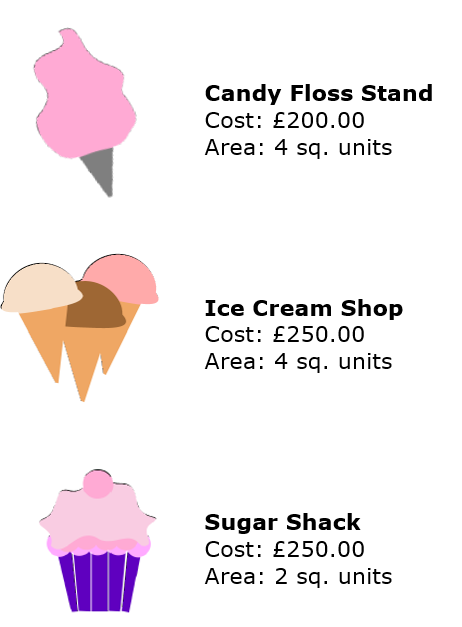 Candy Floss Stand
Cost: £200.00
Area: 4 sq. units
Ice Cream Shop
Cost: £250.00
Area: 4 sq. units
Sugar Shack
Cost: £250.00
Area: 2 sq. units